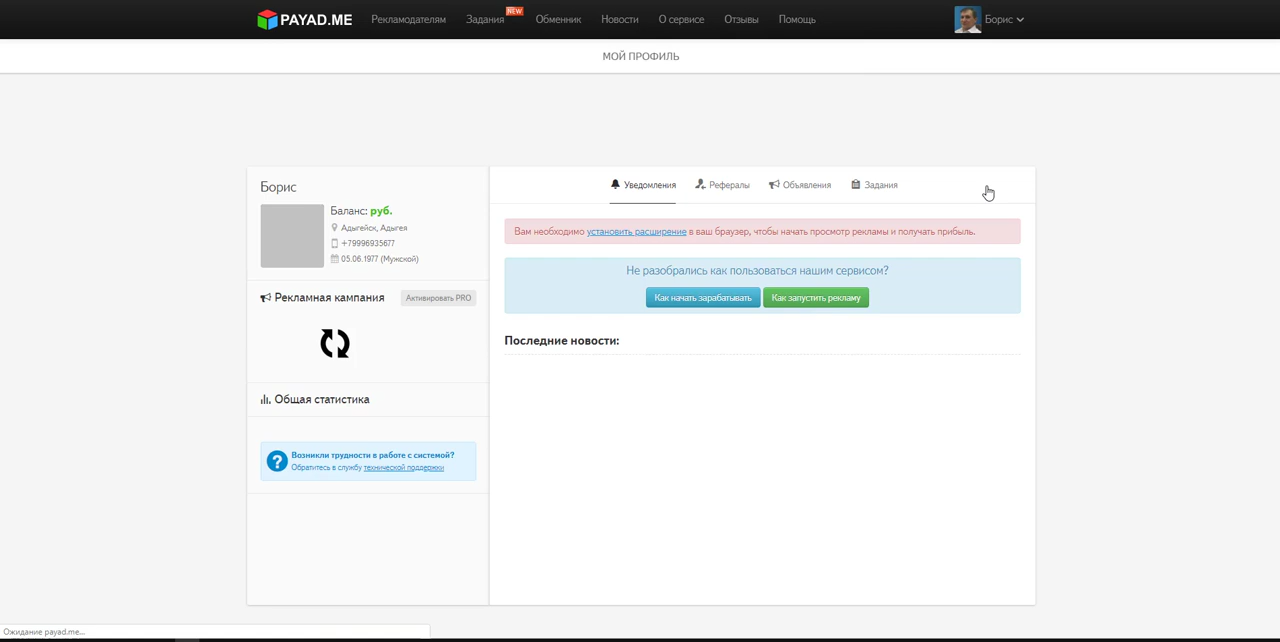 PAYAD.ME Рекламодателям Задания NEW Обменник Новости О сервисе Отзывы Помощь Борис
МОЙ ПРОФИЛЬ
Борис
Баланс: руб.
Адыгейск, Адыгея
+79996935677
05.06.1977 (Мужской)
Рекламная кампания Активировать PRO
Общая статистика
Возникли трудности в работе с системой?
Обратитесь в службу технической поддержки
Уведомления Рефералы Объявления Задания
Вам необходимо установить расширение в ваш браузер, чтобы начать просмотр рекламы и получать прибыль.
Не разобрались как пользоваться нашим сервисом?
Как начать зарабатывать Как запустить рекламу
Последние новости:
Ожидание payad.me...